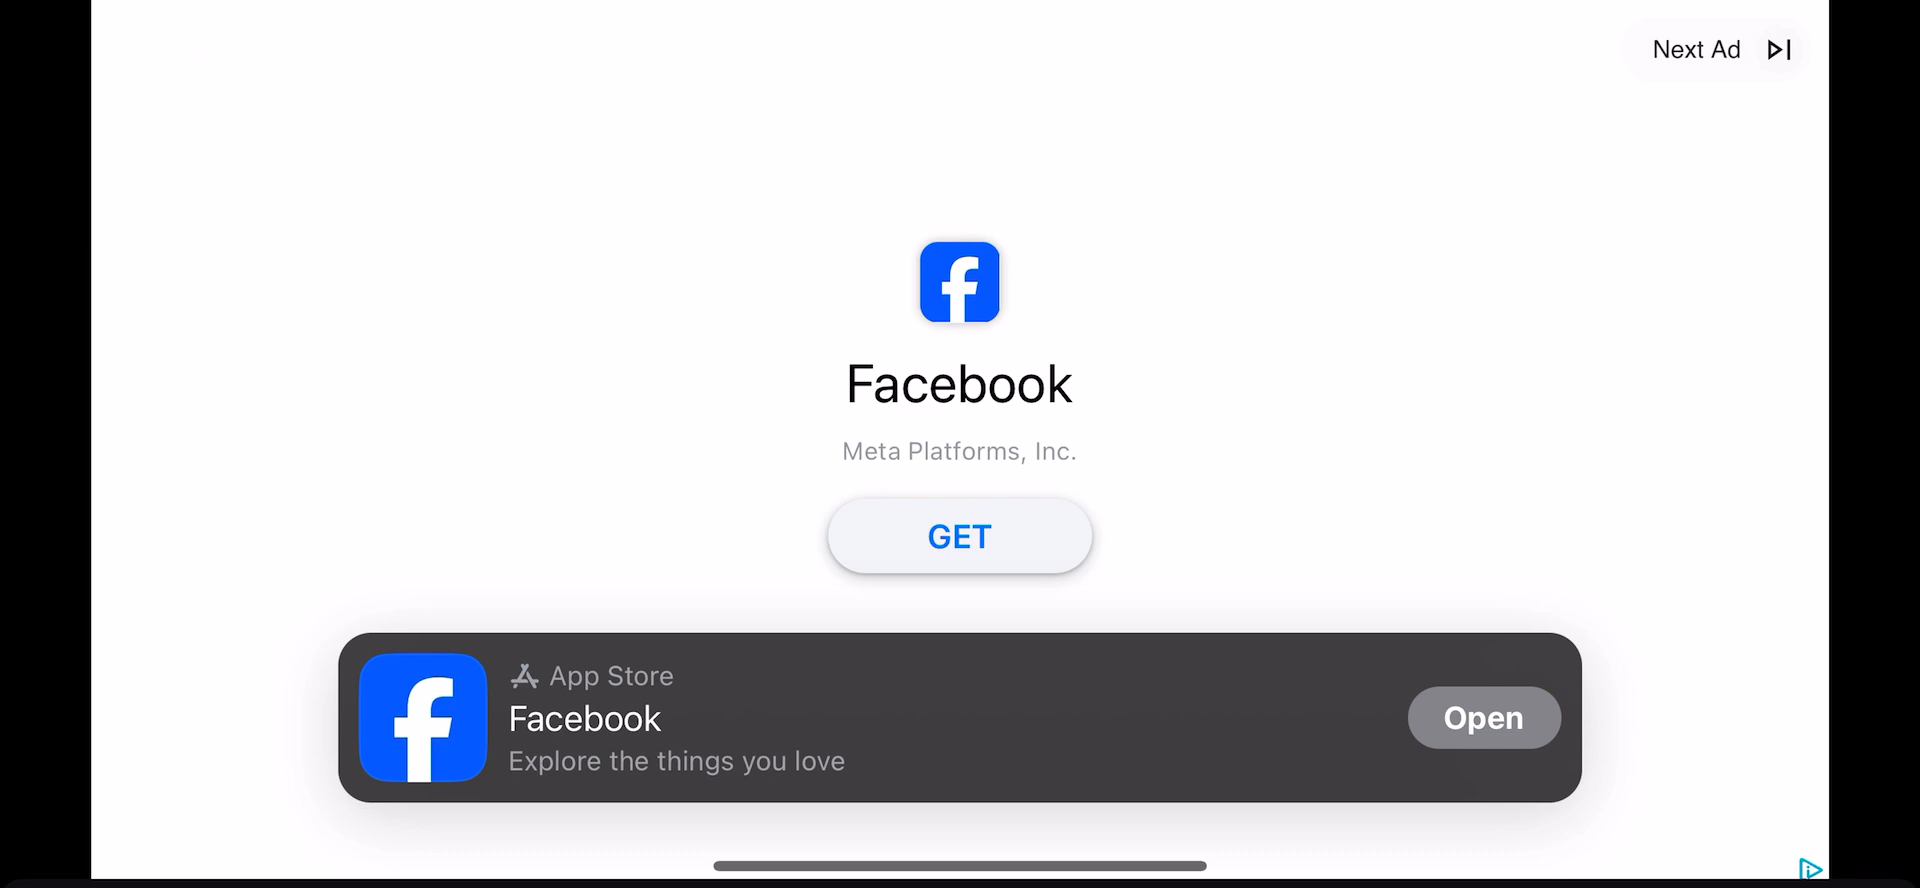 Next Ad
Facebook
Meta Platforms, Inc.
GET
App Store
Facebook
Explore the things you love
Open